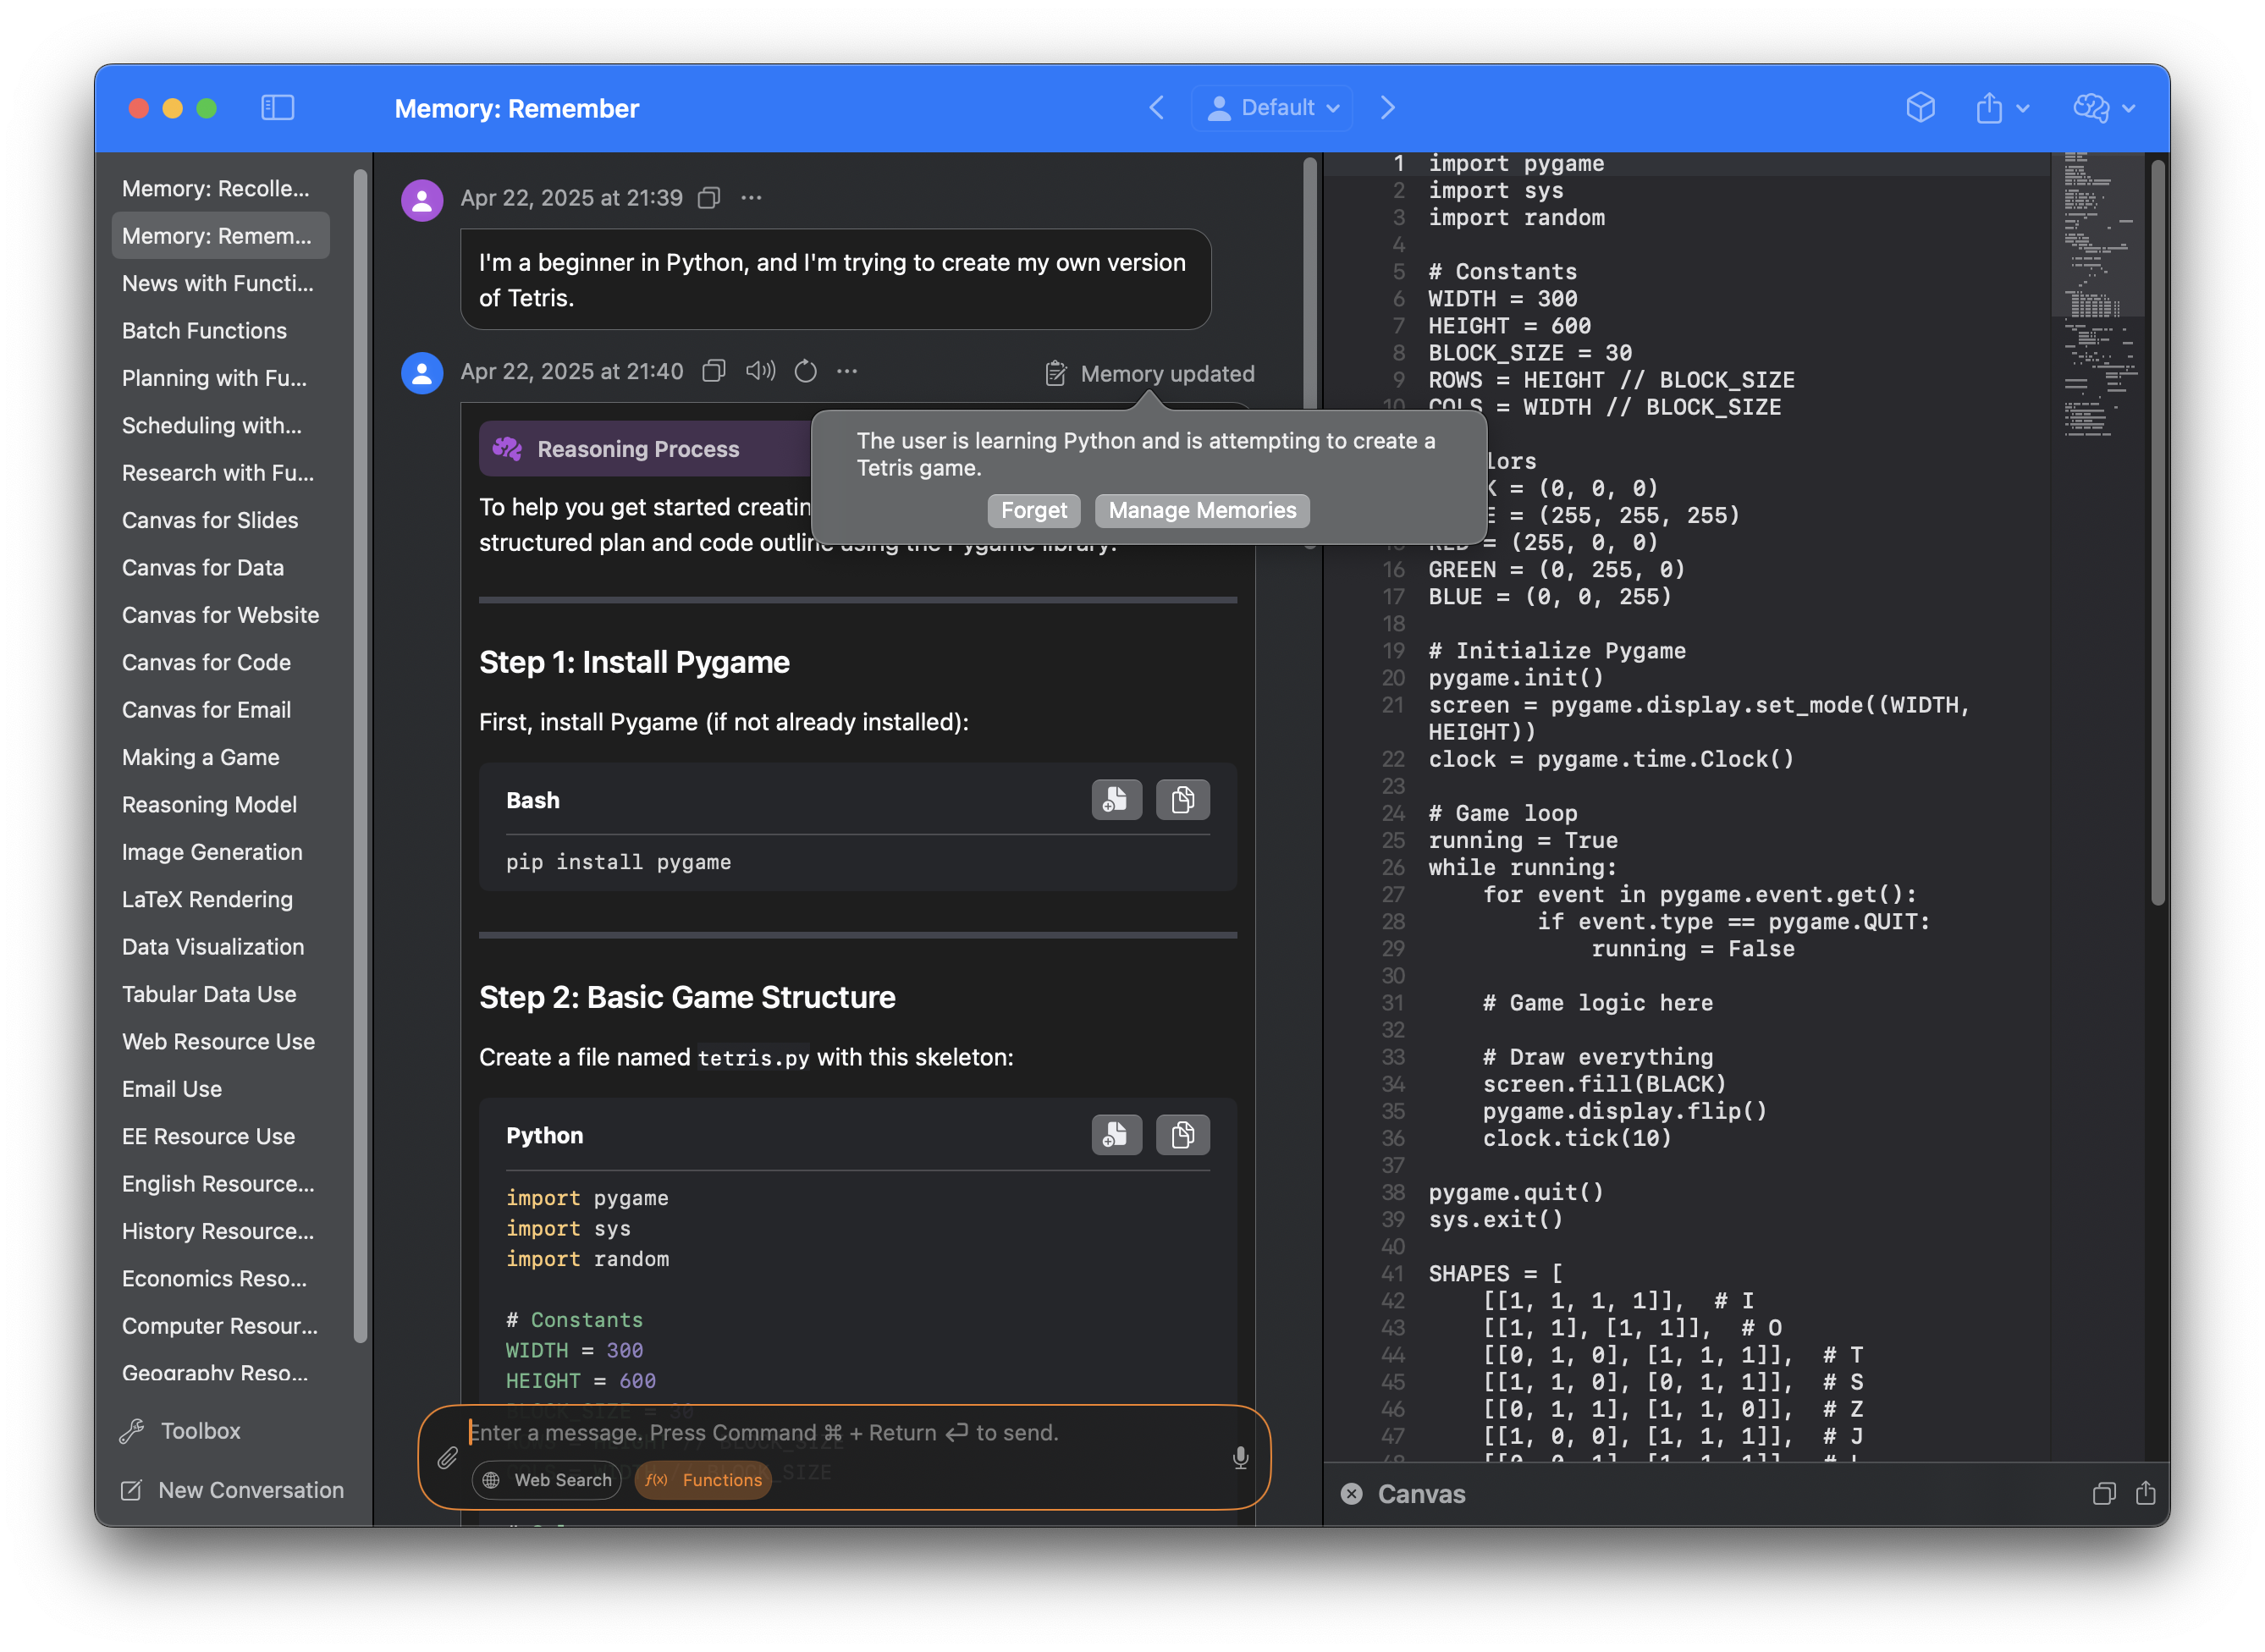 Memory: Remember
Default
Memory: Recolle...
Memory: Remem...
News with Functi...
Batch Functions
Planning with Fu...
Scheduling with...
Research with Fu...
Canvas for Slides
Canvas for Data
Canvas for Website
Canvas for Code
Canvas for Email
Making a Game
Reasoning Model
Image Generation
LaTeX Rendering
Data Visualization
Tabular Data Use
Web Resource Use
Email Use
EE Resource Use
English Resource...
History Resource...
Economics Reso...
Computer Resour...
Geography Reso...
Toolbox
New Conversation
Apr 22, 2025 at 21:39
I'm a beginner in Python, and I'm trying to create my own version
of Tetris.
Apr 22, 2025 at 21:40
Memory updated
The user is learning Python and is attempting to create a
Tetris game.
Forget
Manage Memories
Reasoning Process
To help you get started creatin
structured plan and code outline using the Pygame library:
Step 1: Install Pygame
First, install Pygame (if not already installed):
Bash
pip install pygame
Step 2: Basic Game Structure
Create a file named tetris.py with this skeleton:
Python
import pygame
import sys
import random
# Constants
WIDTH = 300
HEIGHT = 600
BLOCK_SIZE = 30
Enter a message. Press Command ⌘ + Return ↩ to send.
Web Search
f(x) Functions
1 import pygame
2 import sys
3 import random
4
5 # Constants
6 WIDTH = 300
7 HEIGHT = 600
8 BLOCK_SIZE = 30
9 ROWS = HEIGHT // BLOCK_SIZE
10 COLS = WIDTH // BLOCK_SIZE
lors
K = (0, 0, 0)
E = (255, 255, 255)
15 RED = (255, 0, 0)
16 GREEN = (0, 255, 0)
17 BLUE = (0, 0, 255)
18
19 # Initialize Pygame
20 pygame.init()
21 screen = pygame.display.set_mode((WIDTH,
HEIGHT))
22 clock = pygame.time.Clock()
23
24 # Game loop
25 running = True
26 while running:
27 for event in pygame.event.get():
28 if event.type == pygame.QUIT:
29 running = False
30
31 # Game logic here
32
33 # Draw everything
34 screen.fill(BLACK)
35 pygame.display.flip()
36 clock.tick(10)
37
38 pygame.quit()
39 sys.exit()
40
41 SHAPES = [
42 [[1, 1, 1, 1]], # I
43 [[1, 1], [1, 1]], # O
44 [[0, 1, 0], [1, 1, 1]], # T
45 [[1, 1, 0], [0, 1, 1]], # S
46 [[0, 1, 1], [1, 1, 0]], # Z
47 [[1, 0, 0], [1, 1, 1]], # J
Canvas